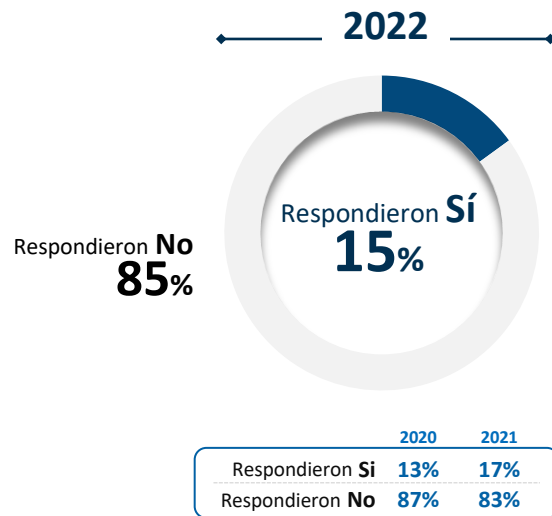 2022
Respondieron Sí
15%
Respondieron No
85%
2020 2021
Respondieron Si 13% 17%
Respondieron No 87% 83%